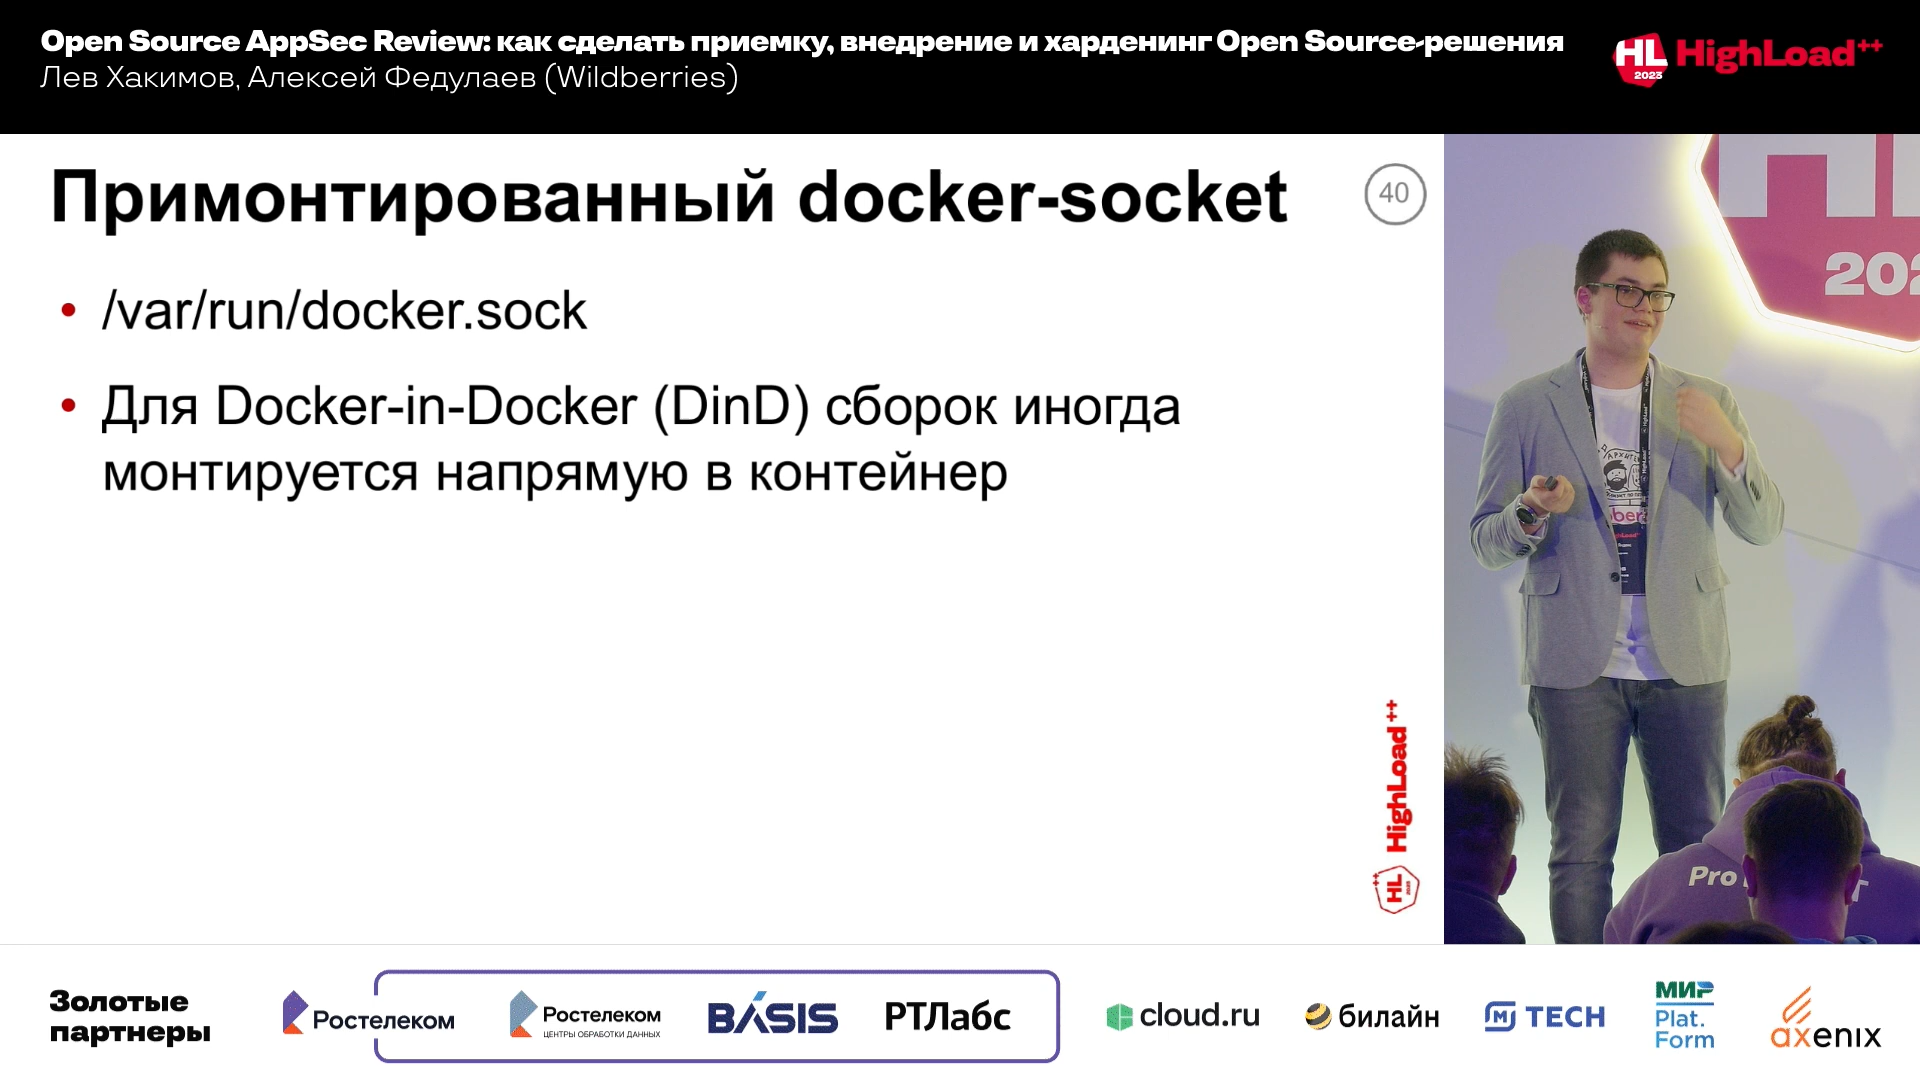 Open Source AppSec Review: как сделать приемку, внедрение и харденинг Open Source-решения
Лев Хакимов, Алексей Федулаев (Wildberries)
HL
2023
HighLoad++
Примонтированный docker-socket
40
• /var/run/docker.sock
• Для Docker-in-Docker (DinD) сборок иногда
монтируется напрямую в контейнер
HighLoad++
HL
Pro
Золотые
партнеры
Ростелеком
Ростелеком
ЦЕНТРЫ ОБРАБОТКИ ДАННЫХ
BASIS
РТЛабс
cloud.ru
билайн
TECH
МИР
Plat.
Form
axenix